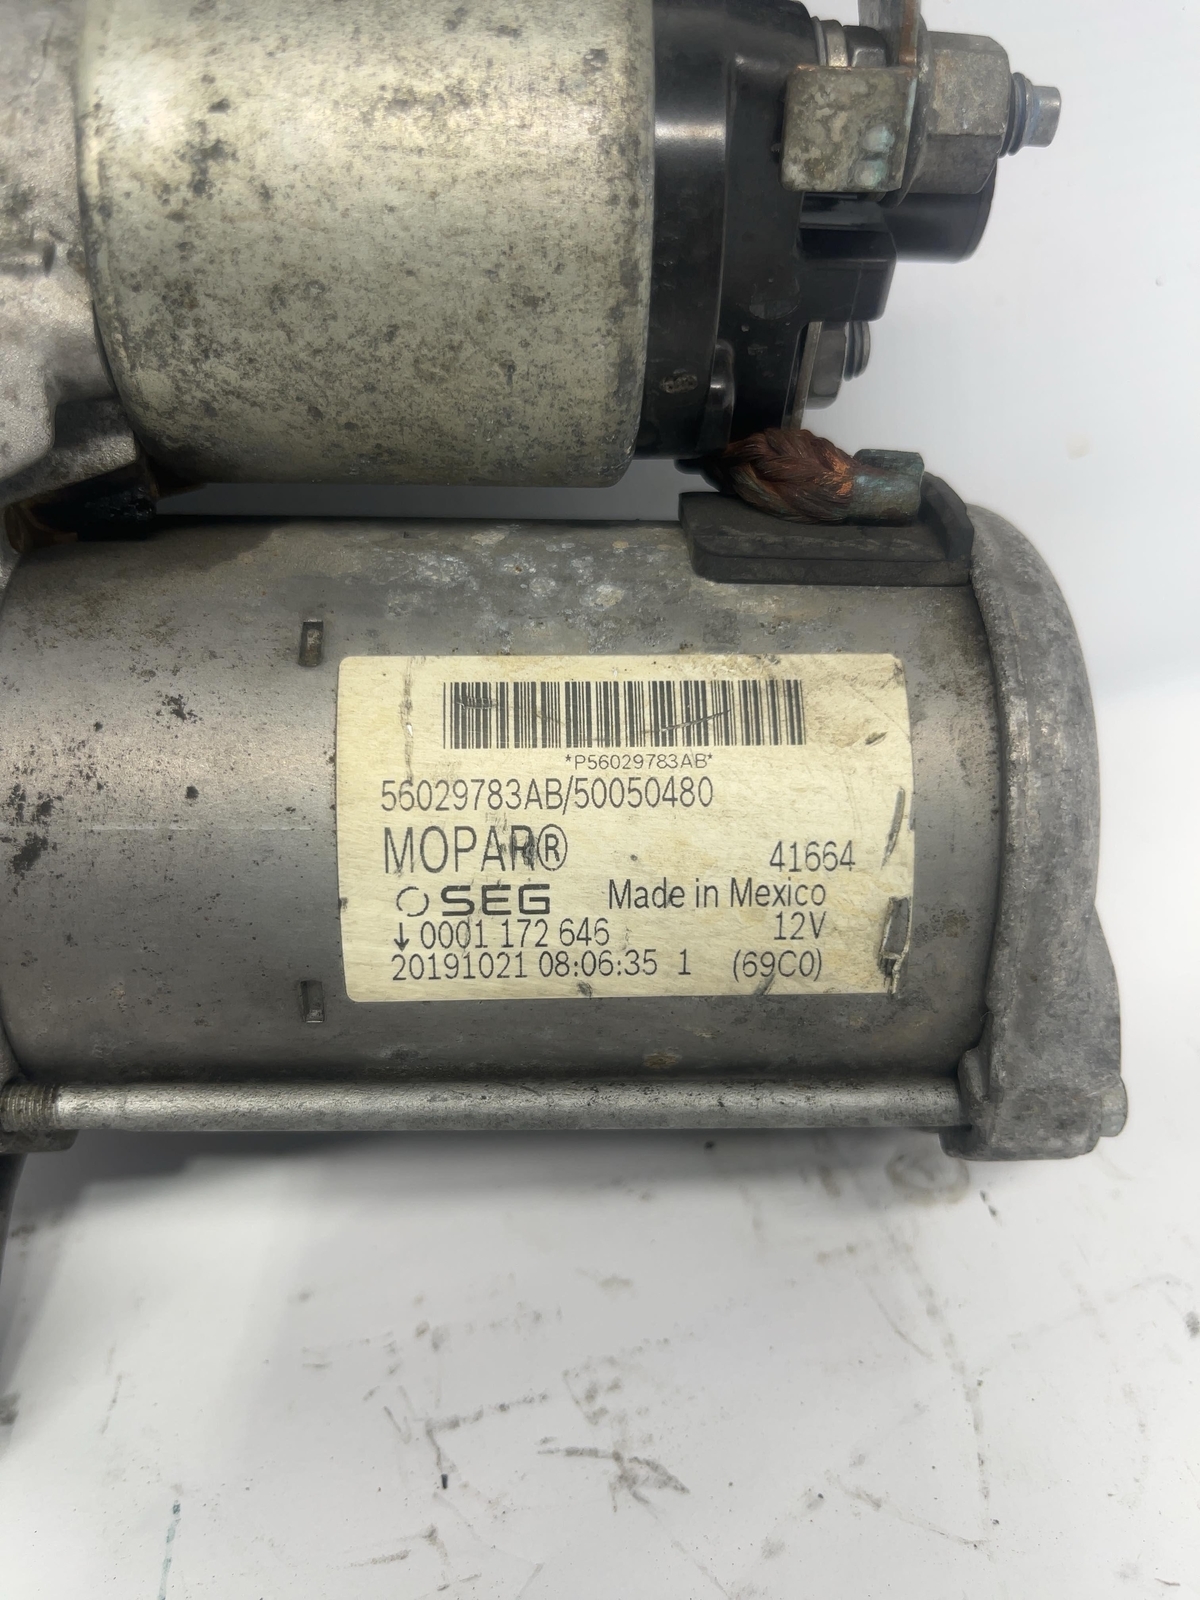 *P56029783AB*
56029783AB/50050480
MOPAR®
41664
SEG Made in Mexico
↓ 0001 172 646 12V
20191021 08:06:35 1 (69C0)